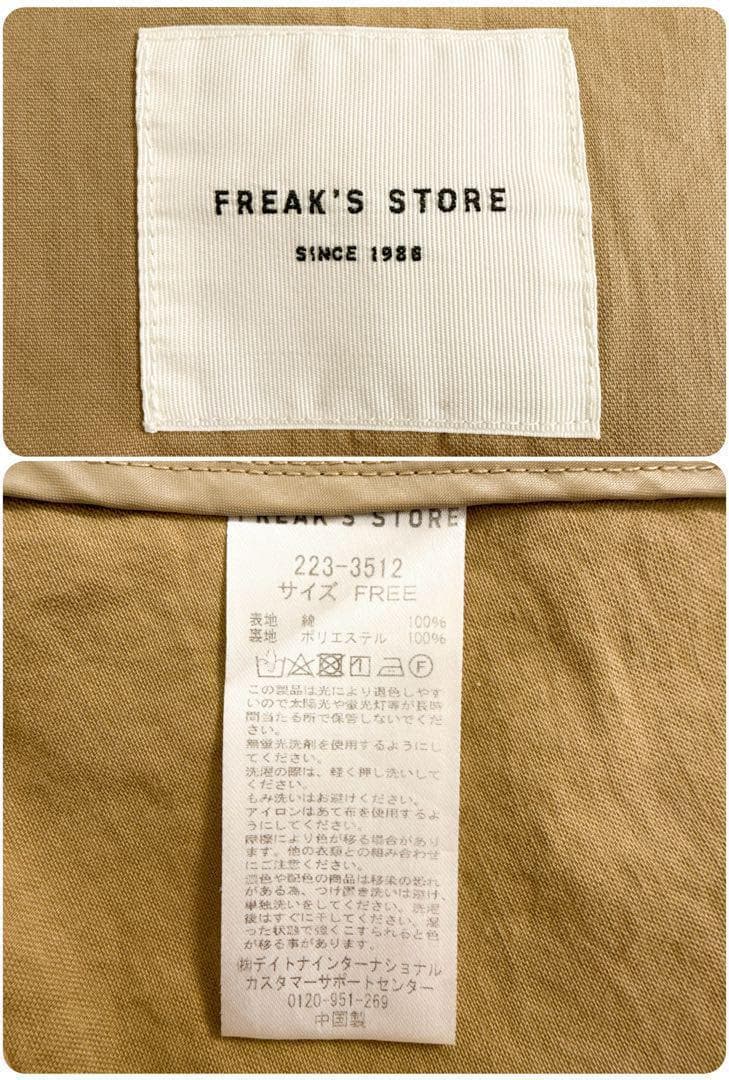 FREAK'S STORE
SINCE 1986
FREAK'S STORE
223-3512
サイズ FREE
表地 綿 100%
裏地 ポリエステル 100%
この製品は光により退色しやす
いので太陽光や蛍光灯等が長時
間当たる所で保管しないでくだ
さい。
無蛍光洗剤を使用するようにし
てください。
洗濯の際は、軽く押し洗いして
ください。
もみ洗いはお避けください。
アイロンはあて布を使用するよ
うにしてください。
摩擦により色が移る場合があり
ます。他の衣類との組み合わせ
にご注意ください。
濃色や配色の商品は移染の恐れ
がある為、つけ置き洗いは避け、
単独洗いをしてください。洗濯
後はすぐに干してください。湿
った状態で強くこすられると色
が移る事があります。
㈱デイトナインターナショナル
カスタマーサポートセンター
0120-951-269
中国製